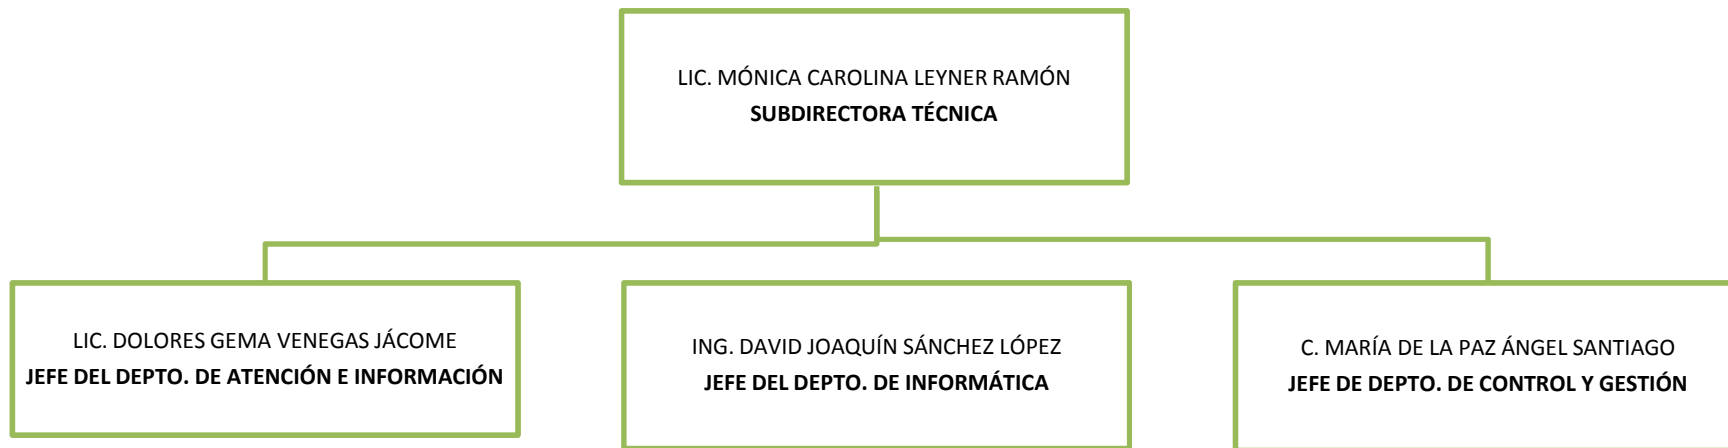 LIC. MÓNICA CAROLINA LEYNER RAMÓN
SUBDIRECTORA TÉCNICA
LIC. DOLORES GEMA VENEGAS JÁCOME
JEFE DEL DEPTO. DE ATENCIÓN E INFORMACIÓN
ING. DAVID JOAQUÍN SÁNCHEZ LÓPEZ
JEFE DEL DEPTO. DE INFORMÁTICA
C. MARÍA DE LA PAZ ÁNGEL SANTIAGO
JEFE DE DEPTO. DE CONTROL Y GESTIÓN